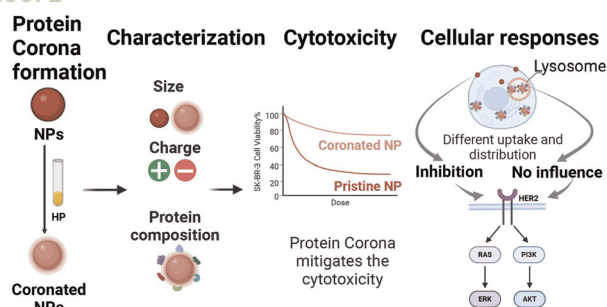 Protein
Corona
formation
NPs
HP
Coronated
NPs
Characterization
Size
Charge
+ −
Protein
composition
Cytotoxicity
SK-BR-3 Cell Viability%
100
80
60
40
20
0
Coronated NP
Pristine NP
Dose
Protein Corona
mitigates the
cytotoxicity
Cellular responses
Lysosome
Different uptake and
distribution
Inhibition
No influence
HER2
RAS
PI3K
ERK
AKT